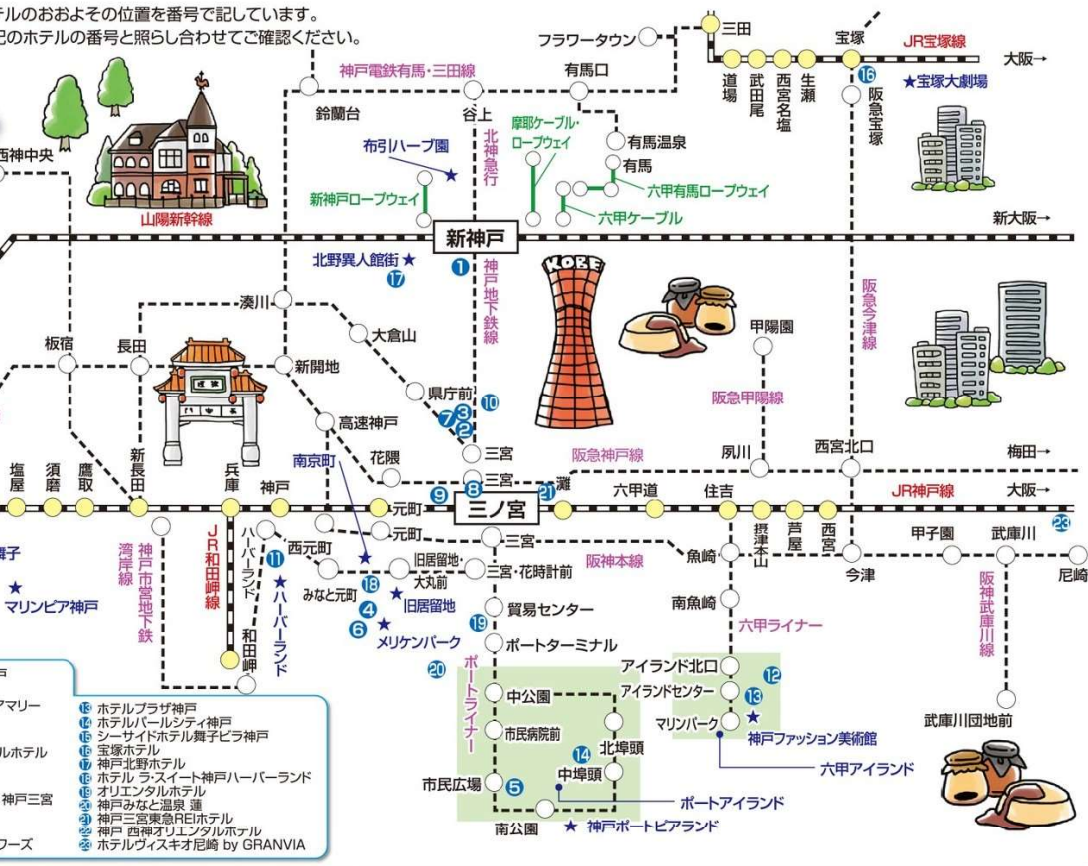 テルのおおよその位置を番号で記しています。
記のホテルの番号と照らし合わせてご確認ください。
フラワータウン
三田
宝塚
JR宝塚線
大阪→
神戸電鉄有馬・三田線
有馬口
道場
武田尾
西宮名塩
生瀬
16
★宝塚大劇場
阪急宝塚
鈴蘭台
谷上
摩耶ケーブル・
ロープウェイ
西神中央
布引ハーブ園
★
北神急行
有馬温泉
有馬
新神戸ロープウェイ
六甲有馬ロープウェイ
六甲ケーブル
山陽新幹線
新神戸
新大阪→
北野異人館街★
17
1
神戸地下鉄線
KOBE
阪急今津線
湊川
大倉山
甲陽園
板宿
長田
新開地
県庁前
10
7
3
2
阪急甲陽線
高速神戸
南京町
花隈
三宮
三宮
阪急神戸線
夙川
西宮北口
梅田→
塩屋
須磨
鷹取
新長田
兵庫
神戸
元町
9
8
三ノ宮
21
灘
六甲道
住吉
摂津本山
芦屋
西宮
JR神戸線
大阪→
23
元町
三宮
阪神本線
魚崎
今津
甲子園
武庫川
尼崎
舞子
★
マリンピア神戸
神戸市営地下鉄
湾岸線
JR和田岬線
ハーバーランド
11
★ハーバーランド
西元町
みなと元町
旧居留地・
大丸前
三宮・花時計前
18
★
旧居留地
4
6
★
メリケンパーク
和田岬
貿易センター
19
ポートターミナル
20
ポートライナー
南魚崎
六甲ライナー
アイランド北口
アイランドセンター
マリンパーク
12
13
★
神戸ファッション美術館
六甲アイランド
阪神武庫川線
武庫川団地前
中公園
市民病院前
市民広場
5
南公園
北埠頭
14
中埠頭
ポートアイランド
★ 神戸ポートピアランド
戸
アマリー
ルホテル
神戸三宮
ワーズ
13 ホテルプラザ神戸
14 ホテルパールシティ神戸
15 シーサイドホテル舞子ビラ神戸
16 宝塚ホテル
17 神戸北野ホテル
18 ホテル ラ・スイート神戸ハーバーランド
19 オリエンタルホテル
20 神戸みなと温泉 蓮
21 神戸三宮東急REIホテル
22 神戸 西神オリエンタルホテル
23 ホテルヴィスキオ尼崎 by GRANVIA